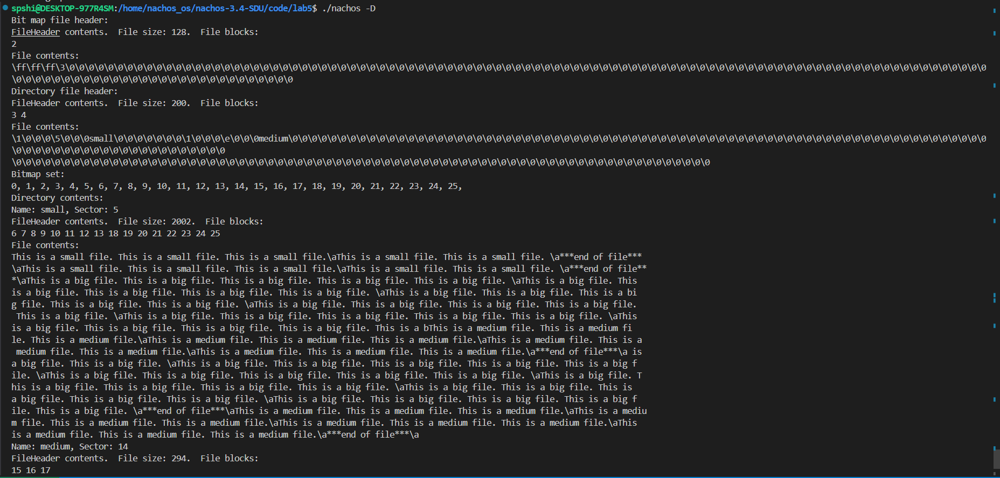 spshi@DESKTOP-977R4SM:/home/nachos_os/nachos-3.4-SDU/code/lab5$ ./nachos -D
Bit map file header:
FileHeader contents.  File size: 128.  File blocks:
2
File contents:
\ff\ff\ff\3\0\0\0\0\0\0\0\0\0\0\0\0\0\0\0\0\0\0\0\0\0\0\0\0\0\0\0\0\0\0\0\0\0\0\0\0\0\0\0\0\0\0\0\0\0\0\0\0\0\0\0\0\0\0\0\0\0\0\0\0\0\0\0\0\0\0\0\0\0\0\0\0\0\0\0\0\0\0\0\0\0\0\0\0\0\0\0\0\0\0\0\0\0\0\0
\0\0\0\0\0\0\0\0\0\0\0\0\0\0\0\0\0\0\0\0\0\0\0\0\0\0\0\0\0
Directory file header:
FileHeader contents.  File size: 200.  File blocks:
3 4
File contents:
\1\0\0\0\5\0\0\0small\0\0\0\0\0\0\0\1\0\0\0\e\0\0\0medium\0\0\0\0\0\0\0\0\0\0\0\0\0\0\0\0\0\0\0\0\0\0\0\0\0\0\0\0\0\0\0\0\0\0\0\0\0\0\0\0\0\0\0\0\0\0\0\0\0\0\0\0\0\0\0\0\0\0\0\0\0\0\0\0\0\0\0\0
\0\0\0\0\0\0\0\0\0\0\0\0\0\0\0\0\0\0\0\0\0\0
\0\0\0\0\0\0\0\0\0\0\0\0\0\0\0\0\0\0\0\0\0\0\0\0\0\0\0\0\0\0\0\0\0\0\0\0\0\0\0\0\0\0\0\0\0\0\0\0\0\0\0\0\0\0\0\0\0\0\0\0\0\0\0\0\0\0\0\0\0\0\0\0
Bitmap set:
0, 1, 2, 3, 4, 5, 6, 7, 8, 9, 10, 11, 12, 13, 14, 15, 16, 17, 18, 19, 20, 21, 22, 23, 24, 25,
Directory contents:
Name: small, Sector: 5
FileHeader contents.  File size: 2002.  File blocks:
6 7 8 9 10 11 12 13 18 19 20 21 22 23 24 25
File contents:
This is a small file. This is a small file. This is a small file.\aThis is a small file. This is a small file. \a***end of file***
\aThis is a small file. This is a small file. This is a small file.\aThis is a small file. This is a small file. \a***end of file**
*\aThis is a big file. This is a big file. This is a big file. This is a big file. This is a big file. \aThis is a big file. This
is a big file. This is a big file. This is a big file. This is a big file. \aThis is a big file. This is a big file. This is a bi
g file. This is a big file. This is a big file. \aThis is a big file. This is a big file. This is a big file. This is a big file.
 This is a big file. \aThis is a big file. This is a big file. This is a big file. This is a big file. This is a big file. \aThis
is a big file. This is a big file. This is a big file. This is a big file. This is a bThis is a medium file. This is a medium fi
le. This is a medium file.\aThis is a medium file. This is a medium file. This is a medium file.\aThis is a medium file. This is a
 medium file. This is a medium file.\aThis is a medium file. This is a medium file. This is a medium file.\a***end of file***\a is
a big file. This is a big file. \aThis is a big file. This is a big file. This is a big file. This is a big file. This is a big f
ile. \aThis is a big file. This is a big file. This is a big file. This is a big file. This is a big file. \aThis is a big file. T
his is a big file. This is a big file. This is a big file. This is a big file. \aThis is a big file. This is a big file. This is
a big file. This is a big file. This is a big file. \aThis is a big file. This is a big file. This is a big file. This is a big f
ile. This is a big file. \a***end of file***\aThis is a medium file. This is a medium file. This is a medium file.\aThis is a mediu
m file. This is a medium file. This is a medium file.\aThis is a medium file. This is a medium file. This is a medium file.\aThis
is a medium file. This is a medium file. This is a medium file.\a***end of file***\a
Name: medium, Sector: 14
FileHeader contents.  File size: 294.  File blocks:
15 16 17